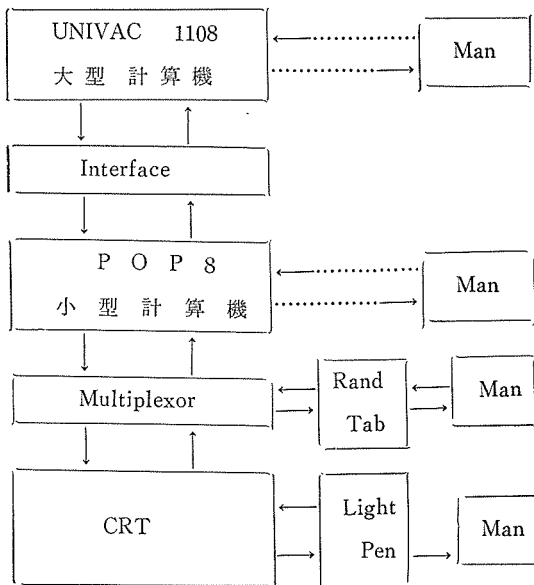 UNIVAC 1108
大型計算機
Man
Interface
POP8
小型計算機
Man
Multiplexor
Rand
Tab
Man
CRT
Light
Pen
Man